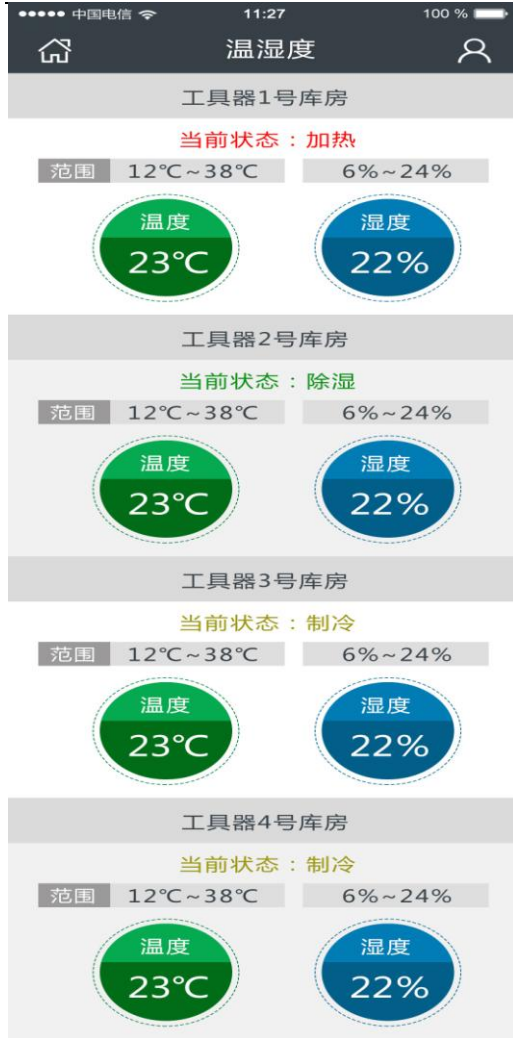 中国电信 11:27 100 %
温湿度
工具器1号库房
当前状态：加热
范围 12℃~38℃ 6%~24%
温度 湿度
23℃ 22%
工具器2号库房
当前状态：除湿
范围 12℃~38℃ 6%~24%
温度 湿度
23℃ 22%
工具器3号库房
当前状态：制冷
范围 12℃~38℃ 6%~24%
温度 湿度
23℃ 22%
工具器4号库房
当前状态：制冷
范围 12℃~38℃ 6%~24%
温度 湿度
23℃ 22%